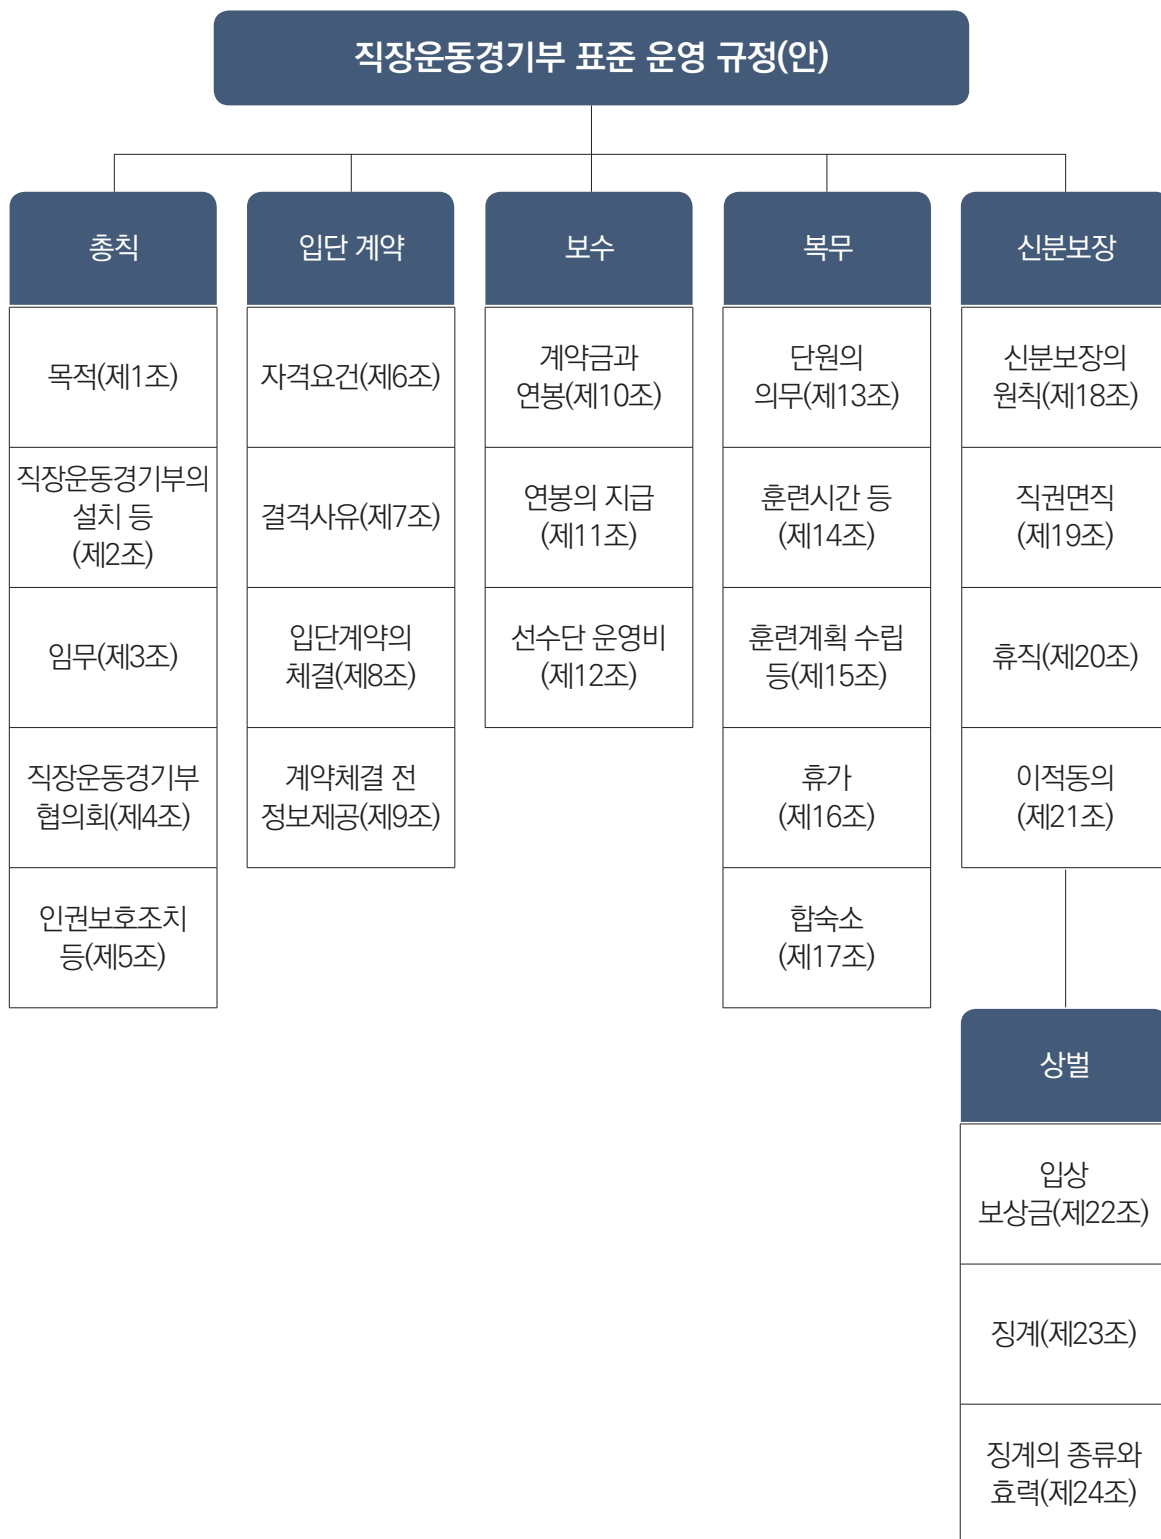 직장운동경기부 표준 운영 규정(안)
총칙
목적(제1조)
직장운동경기부의
설치 등
(제2조)
임무(제3조)
직장운동경기부
협의회(제4조)
인권보호조치
등(제5조)
입단 계약
자격요건(제6조)
결격사유(제7조)
입단계약의
체결(제8조)
계약체결 전
정보제공(제9조)
보수
계약금과
연봉(제10조)
연봉의 지급
(제11조)
선수단 운영비
(제12조)
복무
단원의
의무(제13조)
훈련시간 등
(제14조)
훈련계획 수립
등(제15조)
휴가
(제16조)
합숙소
(제17조)
신분보장
신분보장의
원칙(제18조)
직권면직
(제19조)
휴직(제20조)
이적동의
(제21조)
상벌
입상
보상금(제22조)
징계(제23조)
징계의 종류와
효력(제24조)